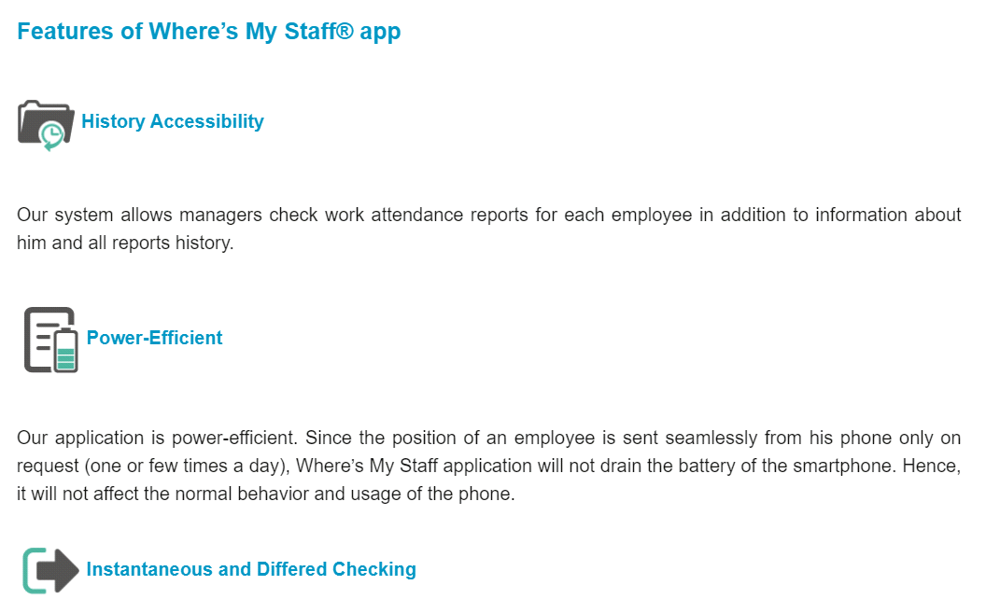 Features of Where’s My Staff® app
History Accessibility
Our system allows managers check work attendance reports for each employee in addition to information about
him and all reports history.
Power-Efficient
Our application is power-efficient. Since the position of an employee is sent seamlessly from his phone only on
request (one or few times a day), Where’s My Staff application will not drain the battery of the smartphone. Hence,
it will not affect the normal behavior and usage of the phone.
Instantaneous and Differed Checking